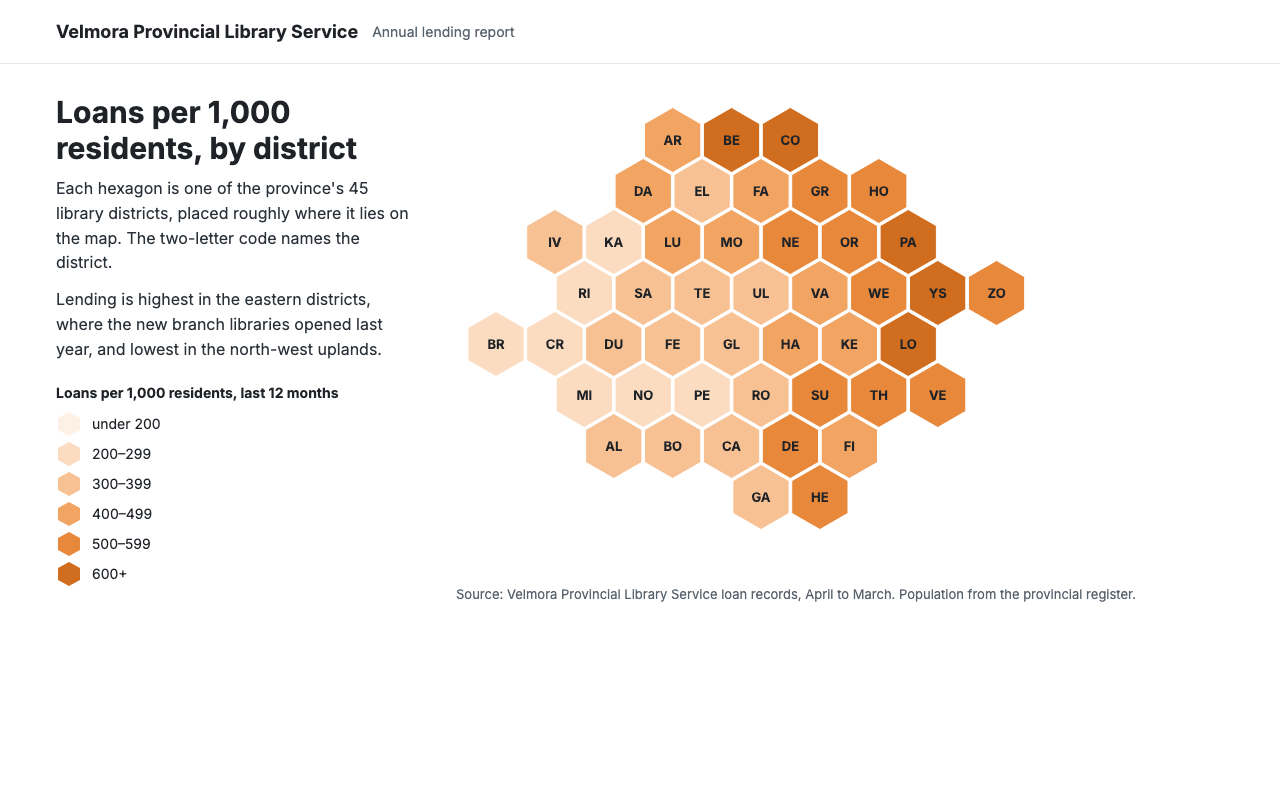 Velmora Provincial Library Service Annual lending report
Loans per 1,000
residents, by district
Each hexagon is one of the province's 45
library districts, placed roughly where it lies on
the map. The two-letter code names the
district.
Lending is highest in the eastern districts,
where the new branch libraries opened last
year, and lowest in the north-west uplands.
Loans per 1,000 residents, last 12 months
under 200
200–299
300–399
400–499
500–599
600+
AR BE CO
DA EL FA GR HO
IV KA LU MO NE OR PA
RI SA TE UL VA WE YS ZO
BR CR DU FE GL HA KE LO
MI NO PE RO SU TH VE
AL BO CA DE FI
GA HE
Source: Velmora Provincial Library Service loan records, April to March. Population from the provincial register.